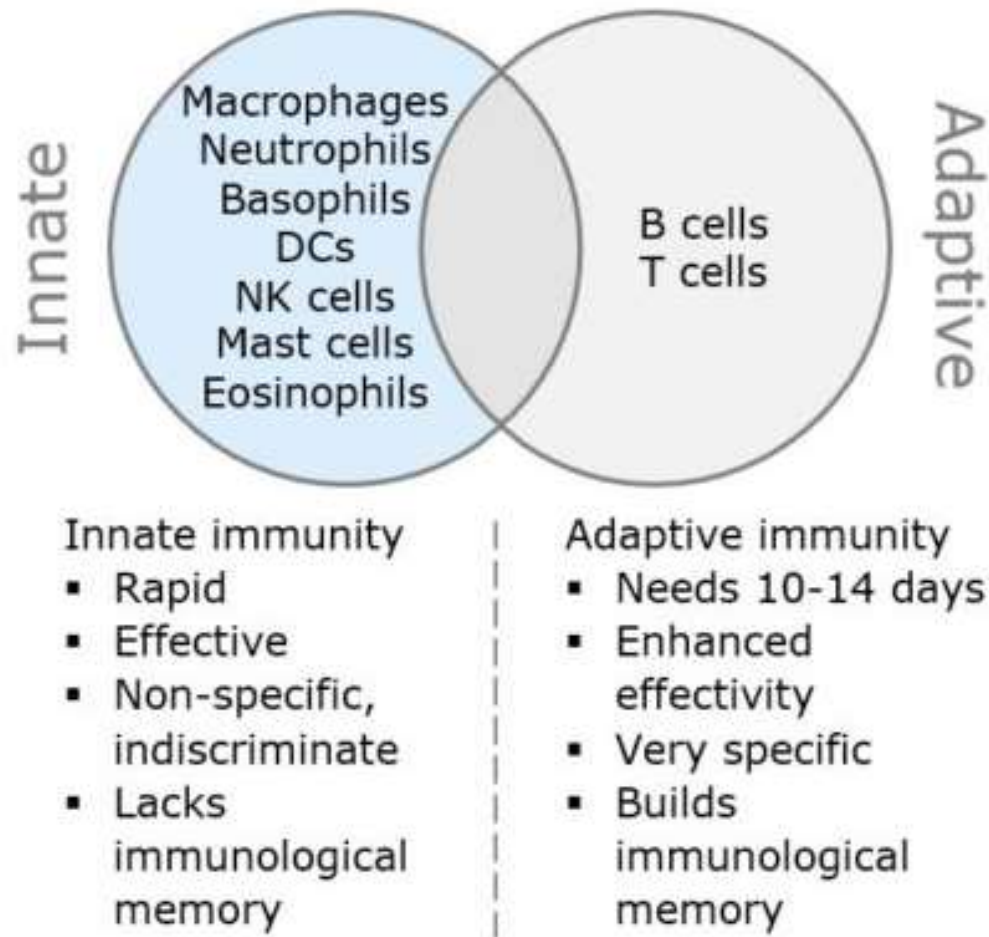 Innate
Macrophages
Neutrophils
Basophils
DCs
NK cells
Mast cells
Eosinophils
B cells
T cells
Adaptive
Innate immunity
▪ Rapid
▪ Effective
▪ Non-specific,
indiscriminate
▪ Lacks
immunological
memory
Adaptive immunity
▪ Needs 10-14 days
▪ Enhanced
effectivity
▪ Very specific
▪ Builds
immunological
memory